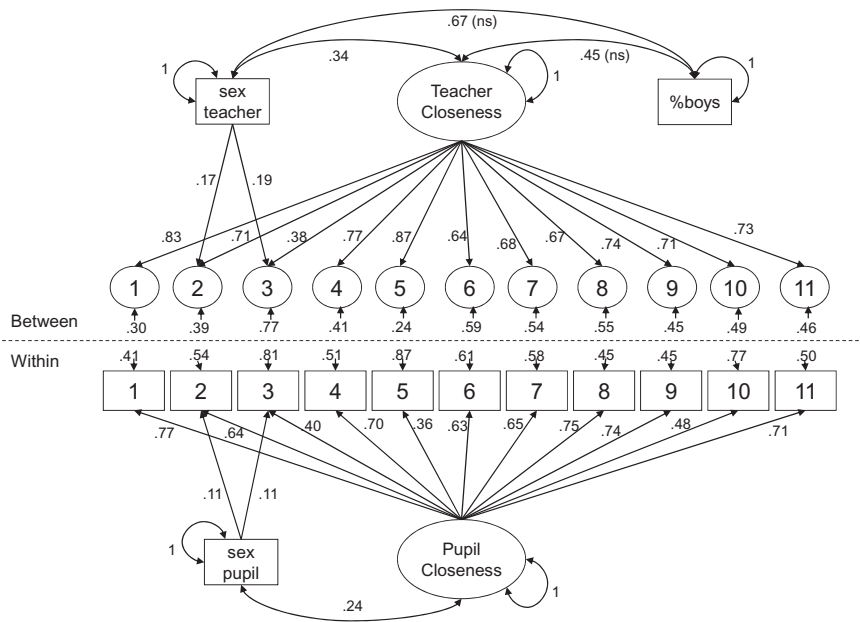 .67 (ns)
.34
.45 (ns)
1
sex
teacher
Teacher
Closeness
1
%boys
1
.17
.19
.83
.71
.38
.77
.87
.64
.68
.67
.74
.71
.73
1 2 3 4 5 6 7 8 9 10 11
Between
.30 .39 .77 .41 .24 .59 .54 .55 .45 .49 .46
Within
.41 .54 .81 .51 .87 .61 .58 .45 .45 .77 .50
1 2 3 4 5 6 7 8 9 10 11
.77 .64 .40 .70 .36 .63 .65 .75 .74 .48 .71
.11
.11
1
sex
pupil
Pupil
Closeness
1
.24